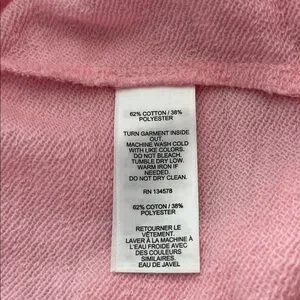 62% COTTON / 38%
POLYESTER
TURN GARMENT INSIDE
OUT.
MACHINE WASH COLD
WITH LIKE COLORS.
DO NOT BLEACH.
TUMBLE DRY LOW.
WARM IRON IF
NEEDED.
DO NOT DRY CLEAN.
RN 134578
62% COTTON / 38%
POLYESTER
RETOURNER LE
VÊTEMENT.
LAVER À LA MACHINE À
L'EAU FROIDE AVEC
DES COULEURS
SIMILAIRES.
EAU DE JAVEL